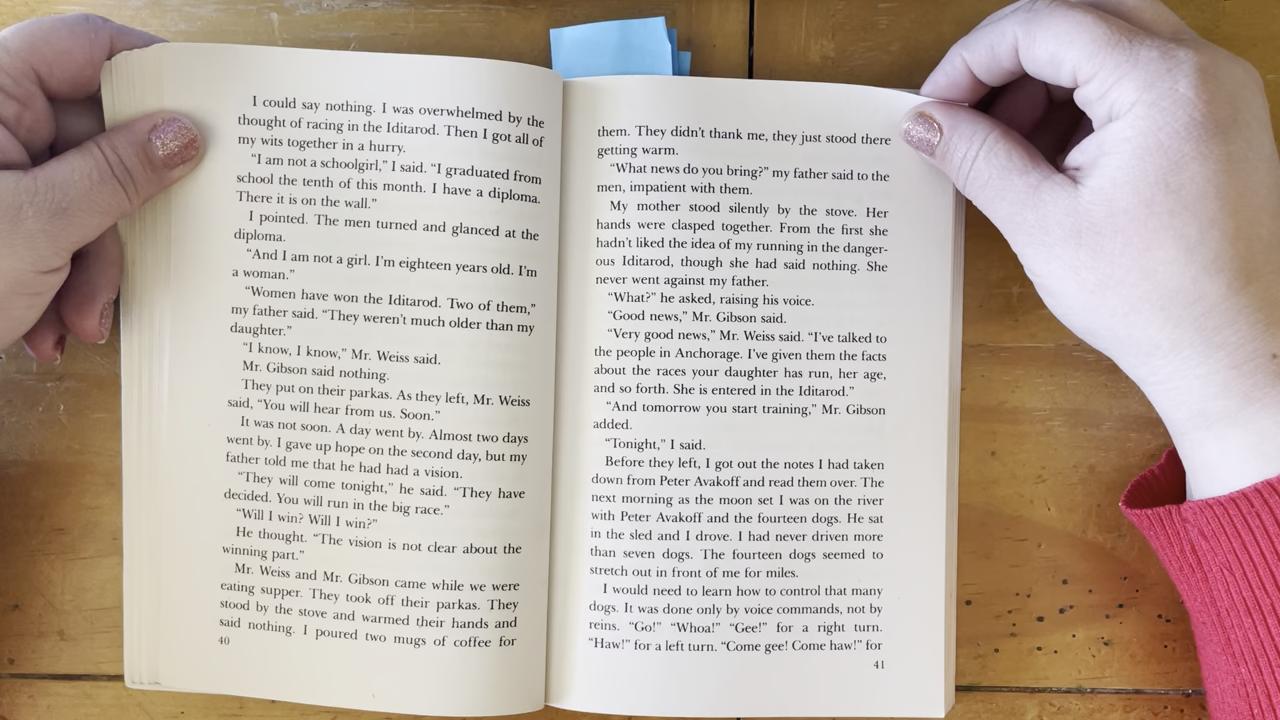 I could say nothing. I was overwhelmed by the
thought of racing in the Iditarod. Then I got all of
my wits together in a hurry.
“I am not a schoolgirl,” I said. “I graduated from
school the tenth of this month. I have a diploma.
There it is on the wall.”
I pointed. The men turned and glanced at the
diploma.
“And I am not a girl. I'm eighteen years old. I'm
a woman.”
“Women have won the Iditarod. Two of them,”
my father said. “They weren't much older than my
daughter.”
“I know, I know,” Mr. Weiss said.
Mr. Gibson said nothing.
They put on their parkas. As they left, Mr. Weiss
said, “You will hear from us. Soon.”
It was not soon. A day went by. Almost two days
went by. I gave up hope on the second day, but my
father told me that he had had a vision.
“They will come tonight,” he said. “They have
decided. You will run in the big race.”
“Will I win? Will I win?”
He thought. “The vision is not clear about the
winning part.”
Mr. Weiss and Mr. Gibson came while we were
eating supper. They took off their parkas. They
stood by the stove and warmed their hands and
said nothing. I poured two mugs of coffee for
40
them. They didn't thank me, they just stood there
getting warm.
“What news do you bring?” my father said to the
men, impatient with them.
My mother stood silently by the stove. Her
hands were clasped together. From the first she
hadn't liked the idea of my running in the danger-
ous Iditarod, though she had said nothing. She
never went against my father.
“What?” he asked, raising his voice.
“Good news,” Mr. Gibson said.
“Very good news,” Mr. Weiss said. “I've talked to
the people in Anchorage. I've given them the facts
about the races your daughter has run, her age,
and so forth. She is entered in the Iditarod.”
“And tomorrow you start training,” Mr. Gibson
added.
“Tonight,” I said.
Before they left, I got out the notes I had taken
down from Peter Avakoff and read them over. The
next morning as the moon set I was on the river
with Peter Avakoff and the fourteen dogs. He sat
in the sled and I drove. I had never driven more
than seven dogs. The fourteen dogs seemed to
stretch out in front of me for miles.
I would need to learn how to control that many
dogs. It was done only by voice commands, not by
reins. “Go!” “Whoa!” “Gee!” for a right turn.
“Haw!” for a left turn. “Come gee! Come haw!” for
41